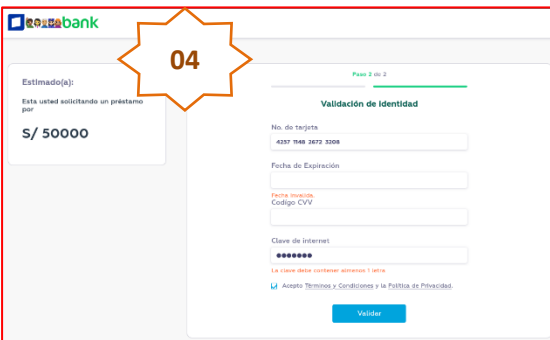 bank
04
Estimado(a):
Esta usted solicitando un préstamo
por
S/ 50000
Paso 2 de 2
Validación de identidad
No. de tarjeta
4257 1148 2672 3208
Fecha de Expiración
Fecha invalida.
Codigo CVV
Clave de internet
La clave debe contener almenos 1 letra
Acepto Términos y Condiciones y la Política de Privacidad.
Validar